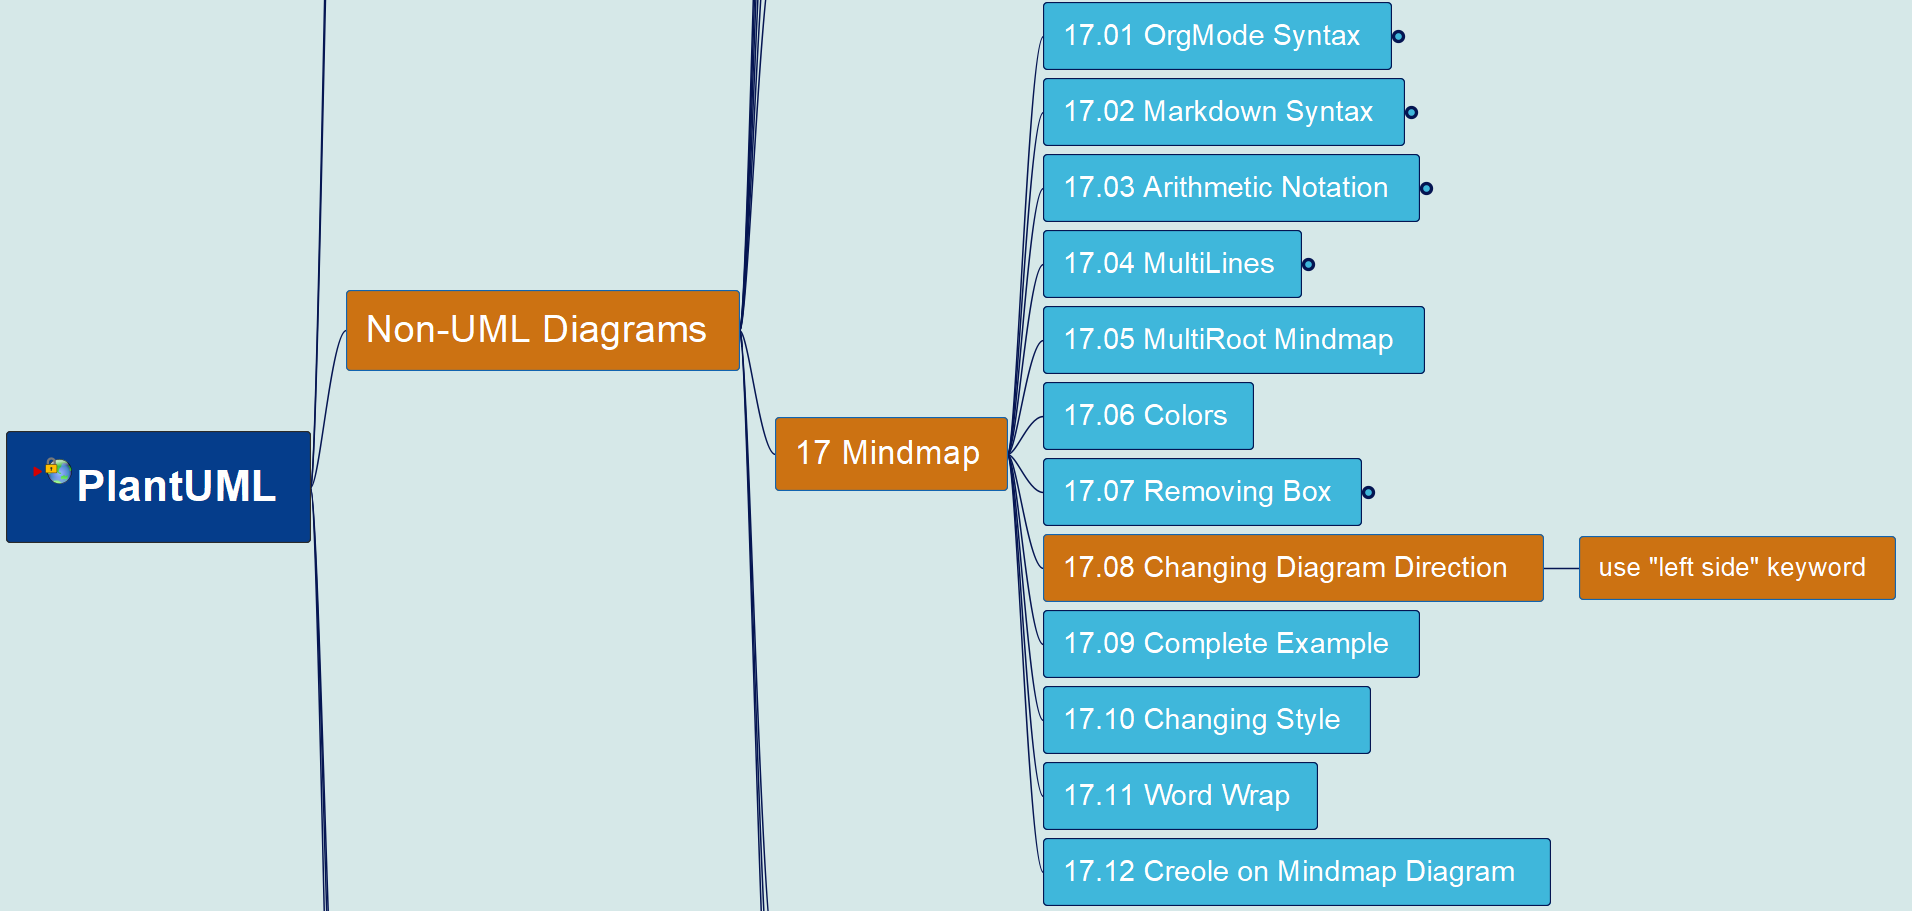 PlantUML
Non-UML Diagrams
17 Mindmap
17.01 OrgMode Syntax
17.02 Markdown Syntax
17.03 Arithmetic Notation
17.04 MultiLines
17.05 MultiRoot Mindmap
17.06 Colors
17.07 Removing Box
17.08 Changing Diagram Direction
use "left side" keyword
17.09 Complete Example
17.10 Changing Style
17.11 Word Wrap
17.12 Creole on Mindmap Diagram